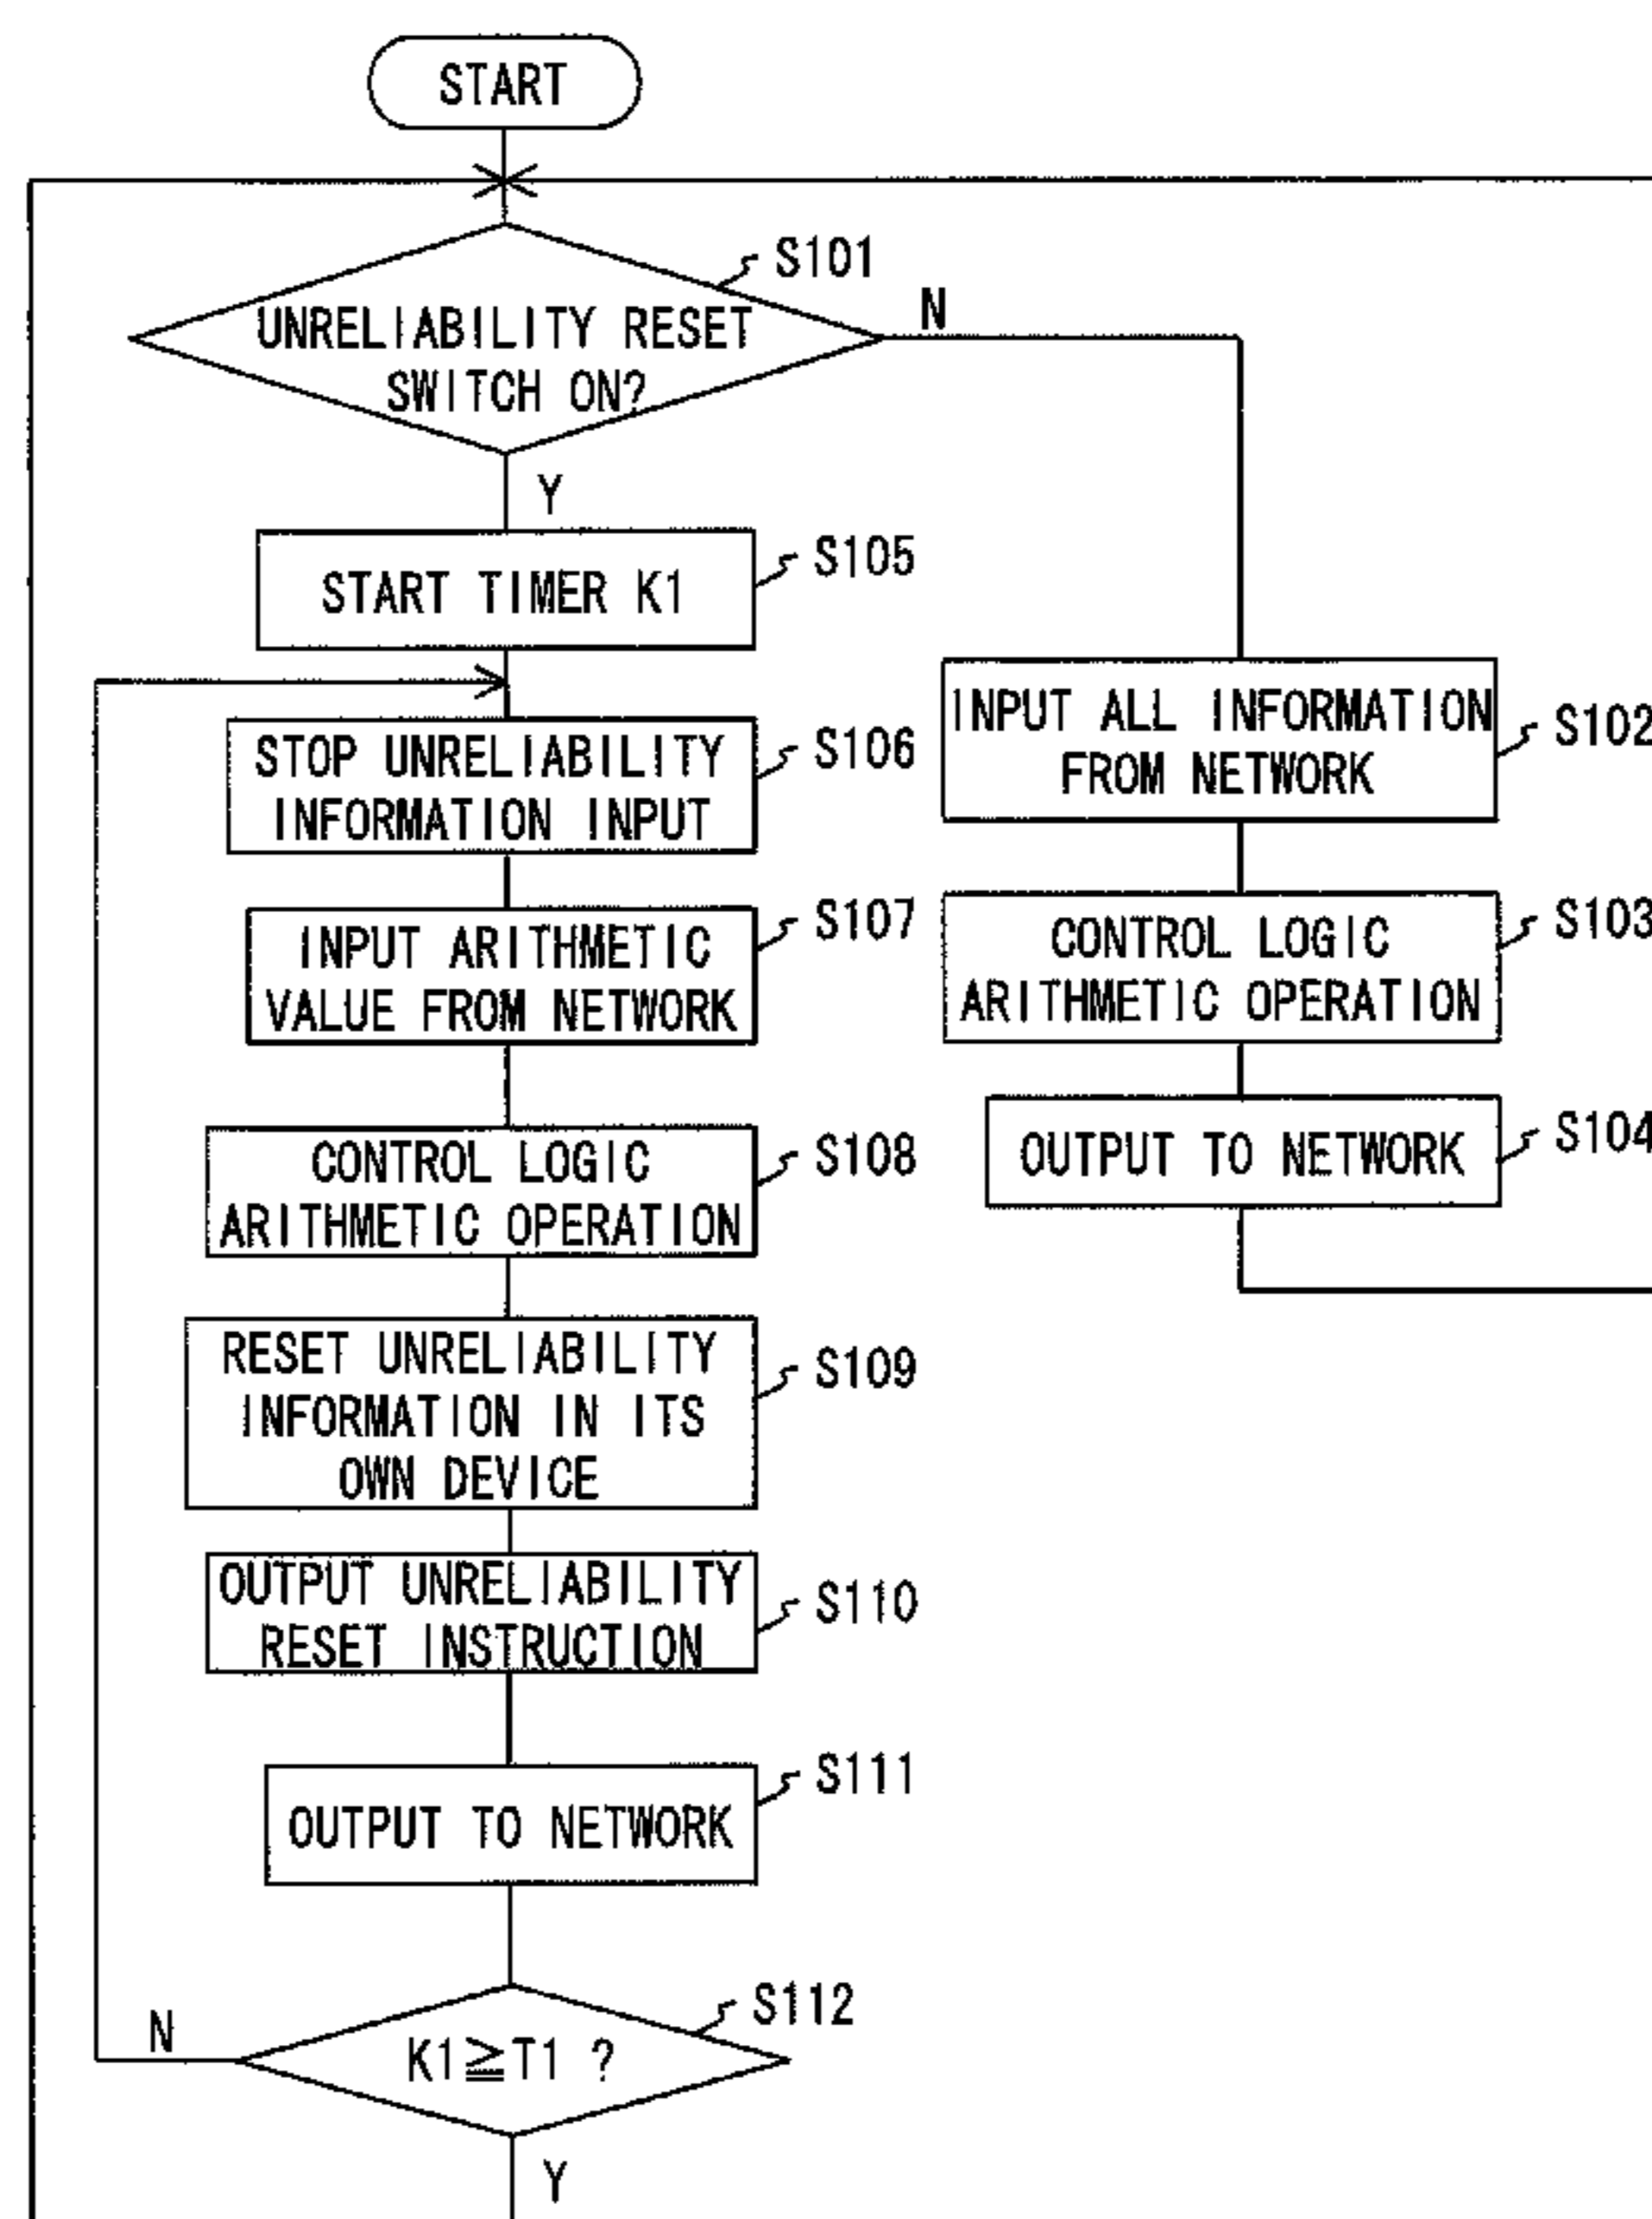 START
S101
UNRELIABILITY RESET
SWITCH ON?
N
Y
START TIMER K1
S105
STOP UNRELIABILITY
INFORMATION INPUT
S106
INPUT ARITHMETIC
VALUE FROM NETWORK
S107
CONTROL LOGIC
ARITHMETIC OPERATION
S108
RESET UNRELIABILITY
INFORMATION IN ITS
OWN DEVICE
S109
OUTPUT UNRELIABILITY
RESET INSTRUCTION
S110
OUTPUT TO NETWORK
S111
K1≧T1 ?
S112
N
Y
INPUT ALL INFORMATION
FROM NETWORK
S102
CONTROL LOGIC
ARITHMETIC OPERATION
S103
OUTPUT TO NETWORK
S104